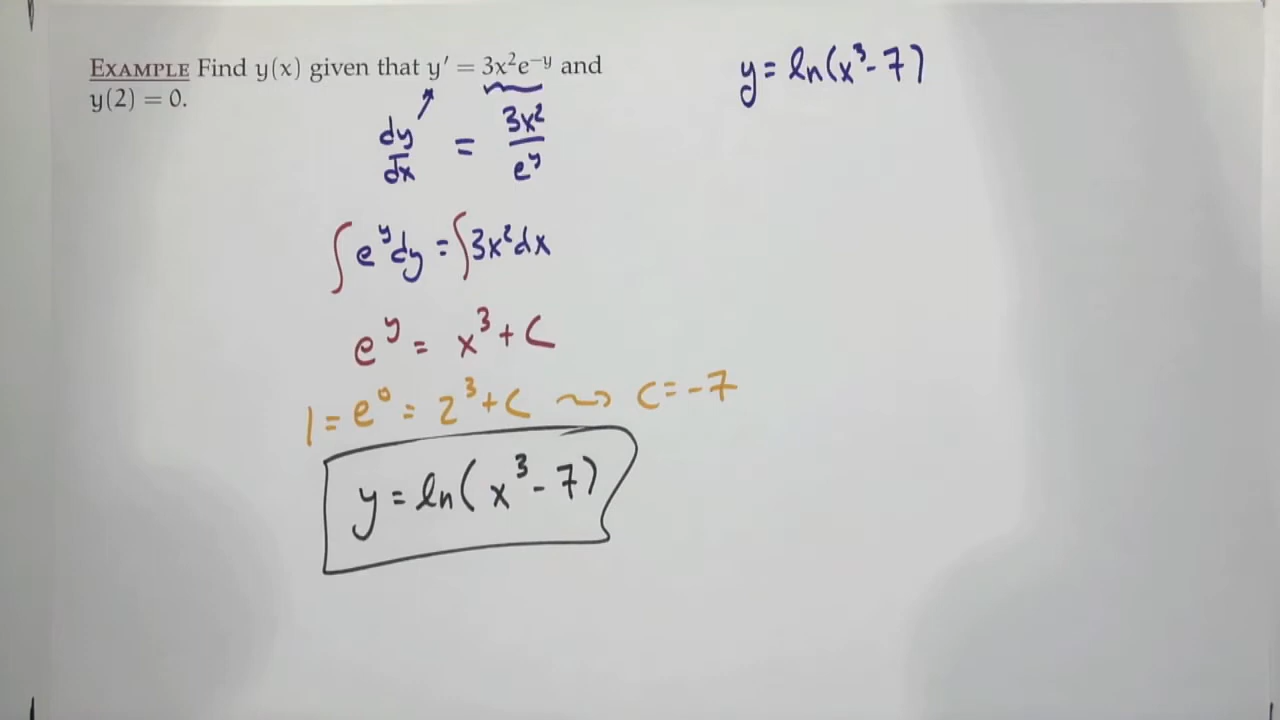 EXAMPLE Find y(x) given that y′ = 3x²e⁻ʸ and
y(2) = 0.
y = ln(x³ - 7)
dy/dx = 3x²/eʸ
∫eʸdy = ∫3x²dx
eʸ = x³ + C
1 = e⁰ = 2³ + C ⇝ C = -7
y = ln(x³ - 7)